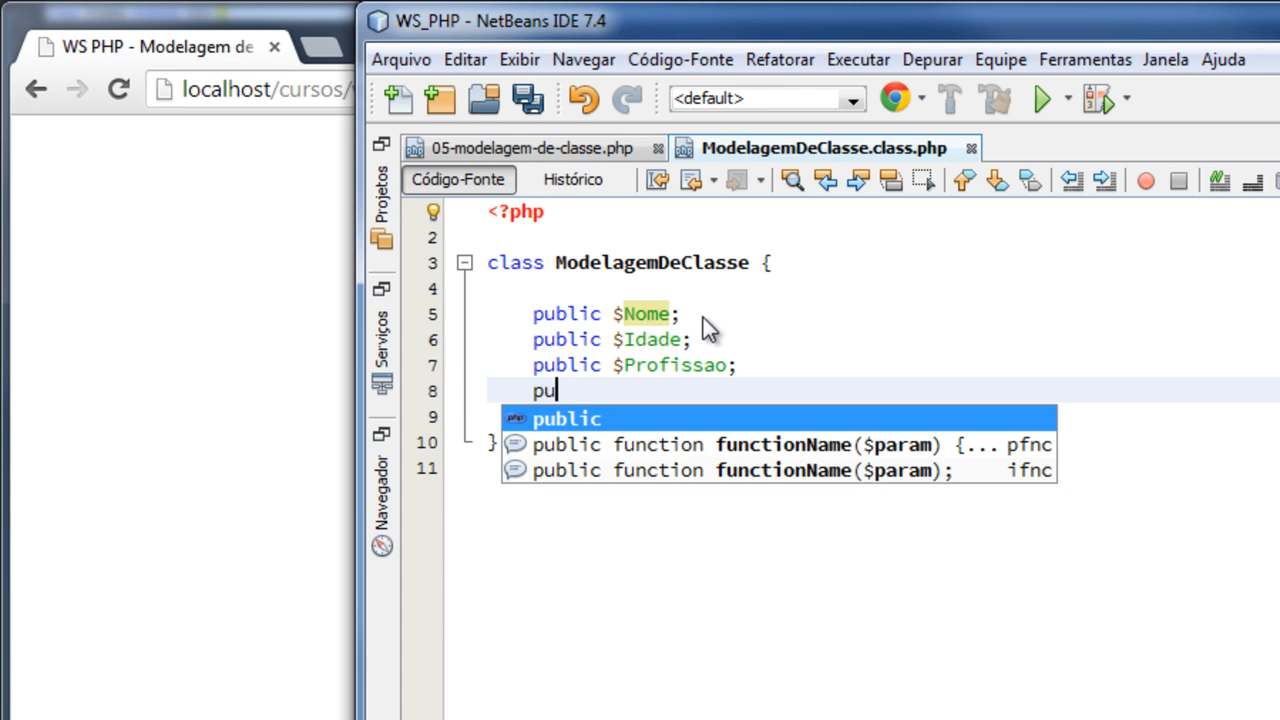 WS PHP - Modelagem de
localhost/cursos/
WS_PHP - NetBeans IDE 7.4
Arquivo Editar Exibir Navegar Código-Fonte Refatorar Executar Depurar Equipe Ferramentas Janela Ajuda
<default>
05-modelagem-de-classe.php ModelagemDeClasse.class.php
Código-Fonte Histórico
Projetos
Serviços
Navegador
<?php
2
3 class ModelagemDeClasse {
4
5 public $Nome;
6 public $Idade;
7 public $Profissao;
8 pu
9 public
10 } public function functionName($param) {... pfnc
11 public function functionName($param); ifnc